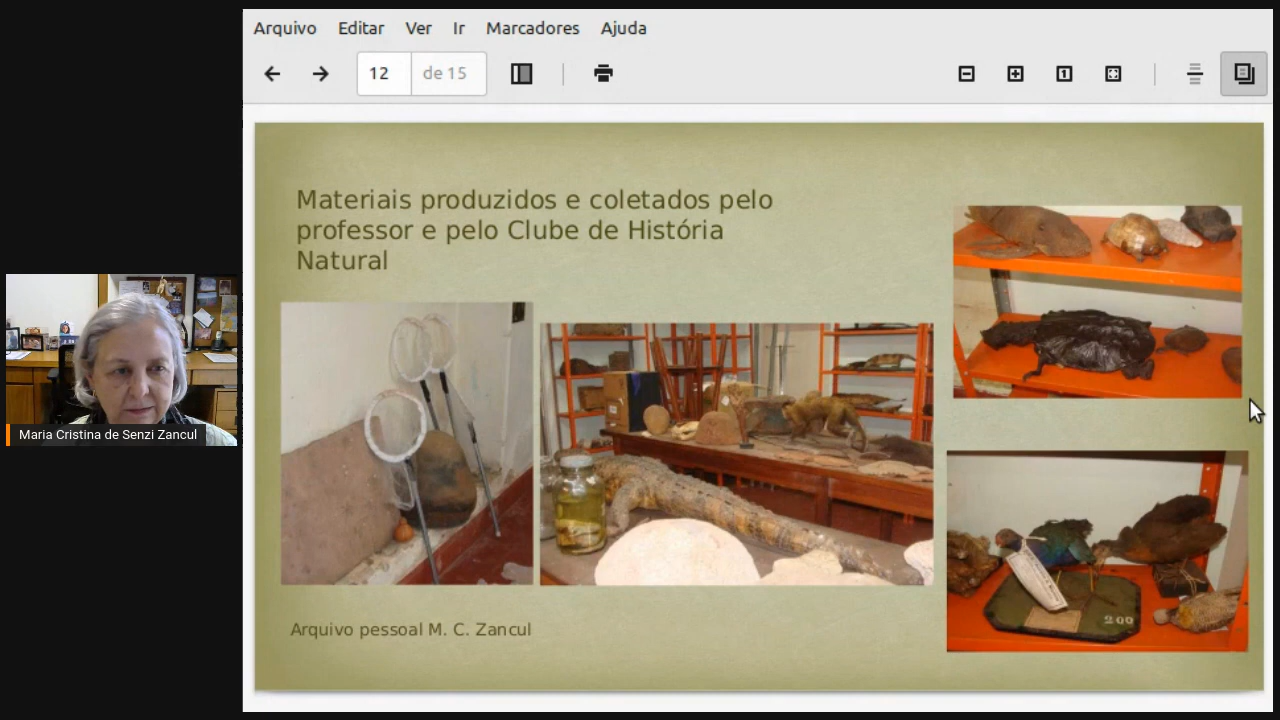 Arquivo Editar Ver Ir Marcadores Ajuda
12 de 15
Materiais produzidos e coletados pelo
professor e pelo Clube de História
Natural
Maria Cristina de Senzi Zancul
200
Arquivo pessoal M. C. Zancul